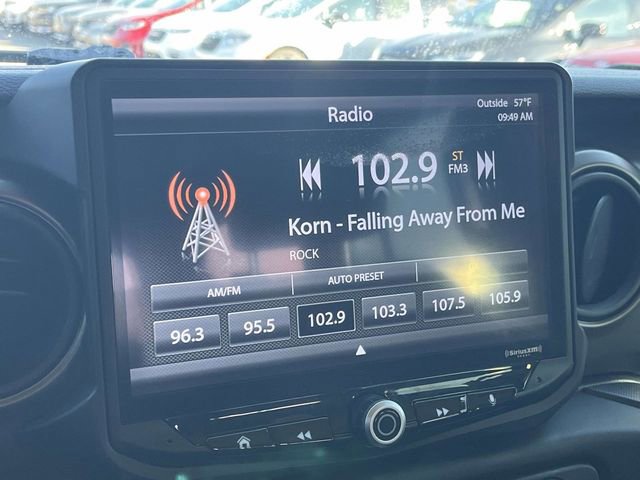 Radio
Outside 57°F
09:49 AM
102.9
ST
FM3
Korn - Falling Away From Me
ROCK
AM/FM
AUTO PRESET
96.3
95.5
102.9
103.3
107.5
105.9
SiriusXM